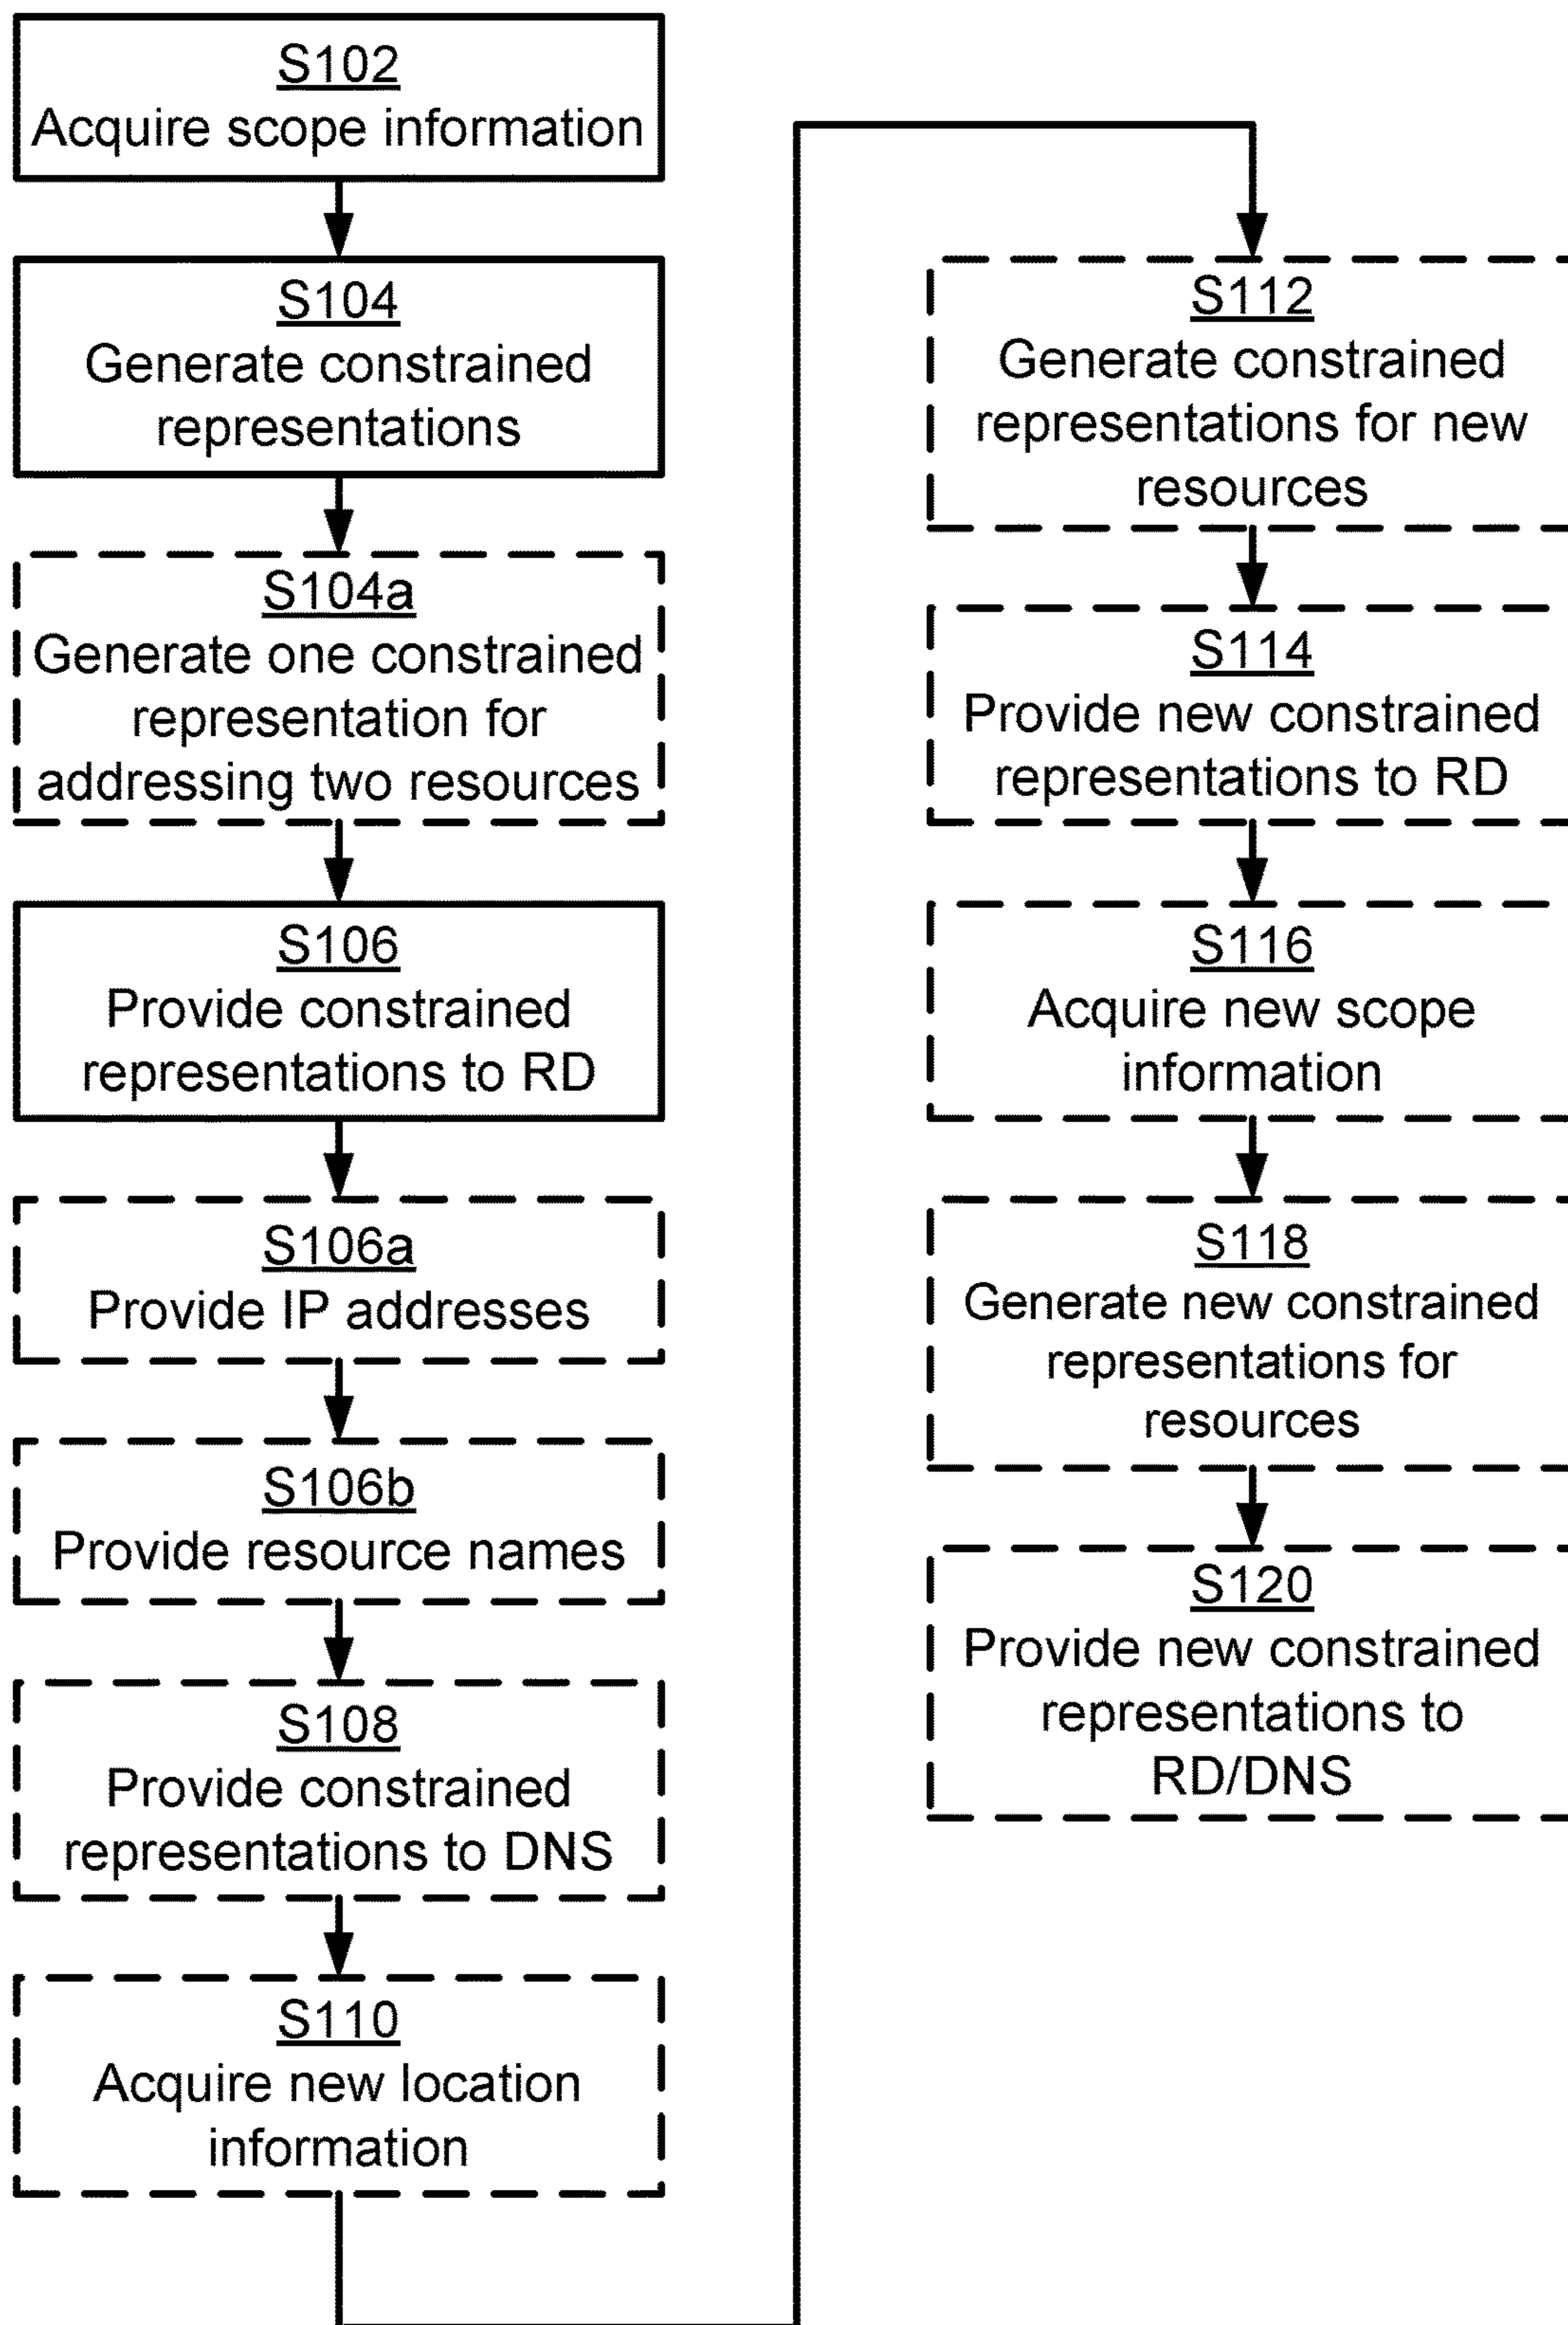 S102
Acquire scope information
S104
Generate constrained
representations
S104a
Generate one constrained
representation for
addressing two resources
S106
Provide constrained
representations to RD
S106a
Provide IP addresses
S106b
Provide resource names
S108
Provide constrained
representations to DNS
S110
Acquire new location
information
S112
Generate constrained
representations for new
resources
S114
Provide new constrained
representations to RD
S116
Acquire new scope
information
S118
Generate new constrained
representations for
resources
S120
Provide new constrained
representations to
RD/DNS